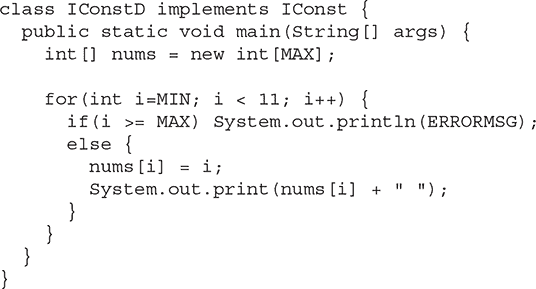 class IConstD implements IConst {
  public static void main(String[] args) {
    int[] nums = new int[MAX];

    for(int i=MIN; i < 11; i++) {
      if(i >= MAX) System.out.println(ERRORMSG);
      else {
        nums[i] = i;
        System.out.print(nums[i] + " ");
      }
    }
  }
}